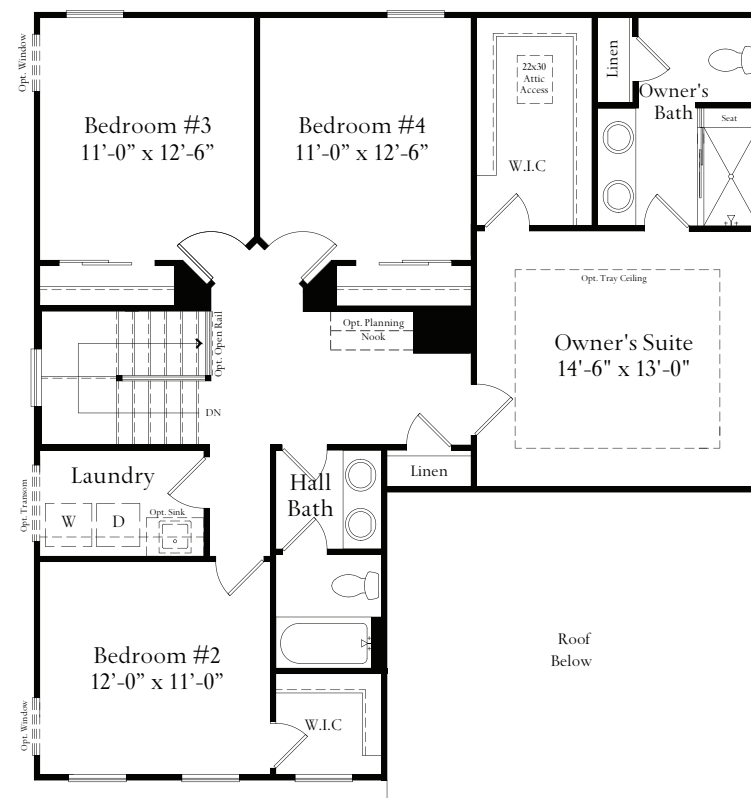 Opt. Window
Bedroom #3
11'-0” x 12'-6”
Bedroom #4
11'-0” x 12'-6”
22x30
Attic
Access
W.I.C
Linen
Owner's
Bath
Seat
Opt. Tray Ceiling
Owner's Suite
14'-6" x 13'-0"
Opt. Open Rail
Opt. Planning
Nook
DN
Laundry
Opt. Transom
W
D
Opt. Sink
Hall
Bath
Linen
Bedroom #2
12'-0” x 11'-0”
Opt. Window
W.I.C
Roof
Below